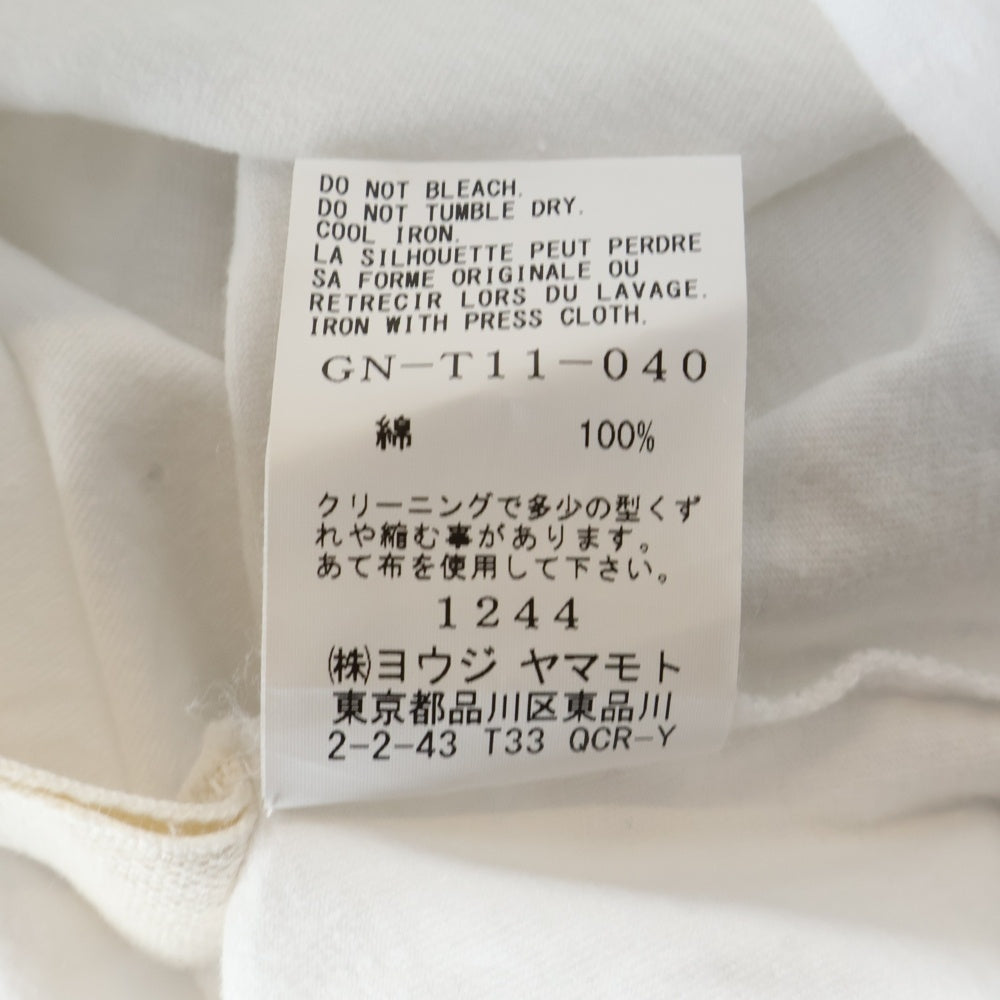 DO NOT BLEACH.
DO NOT TUMBLE DRY.
COOL IRON.
LA SILHOUETTE PEUT PERDRE
SA FORME ORIGINALE OU
RETRECIR LORS DU LAVAGE.
IRON WITH PRESS CLOTH.
GN-T11-040
綿 100%
クリーニングで多少の型くず
れや縮む事があります。
あて布を使用して下さい。
1244
㈱ヨウジ ヤマモト
東京都品川区東品川
2-2-43 T33 QCR-Y